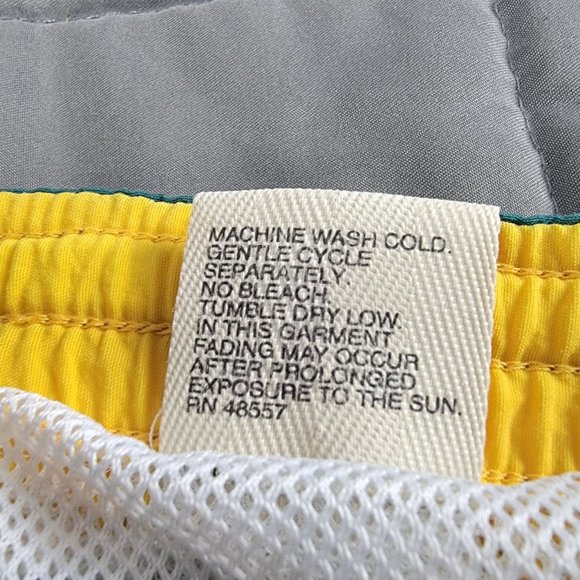 MACHINE WASH COLD.
GENTLE CYCLE
SEPARATELY
NO BLEACH.
TUMBLE DRY LOW.
IN THIS GARMENT
FADING MAY OCCUR
AFTER PROLONGED
EXPOSURE TO THE SUN.
RN 48557